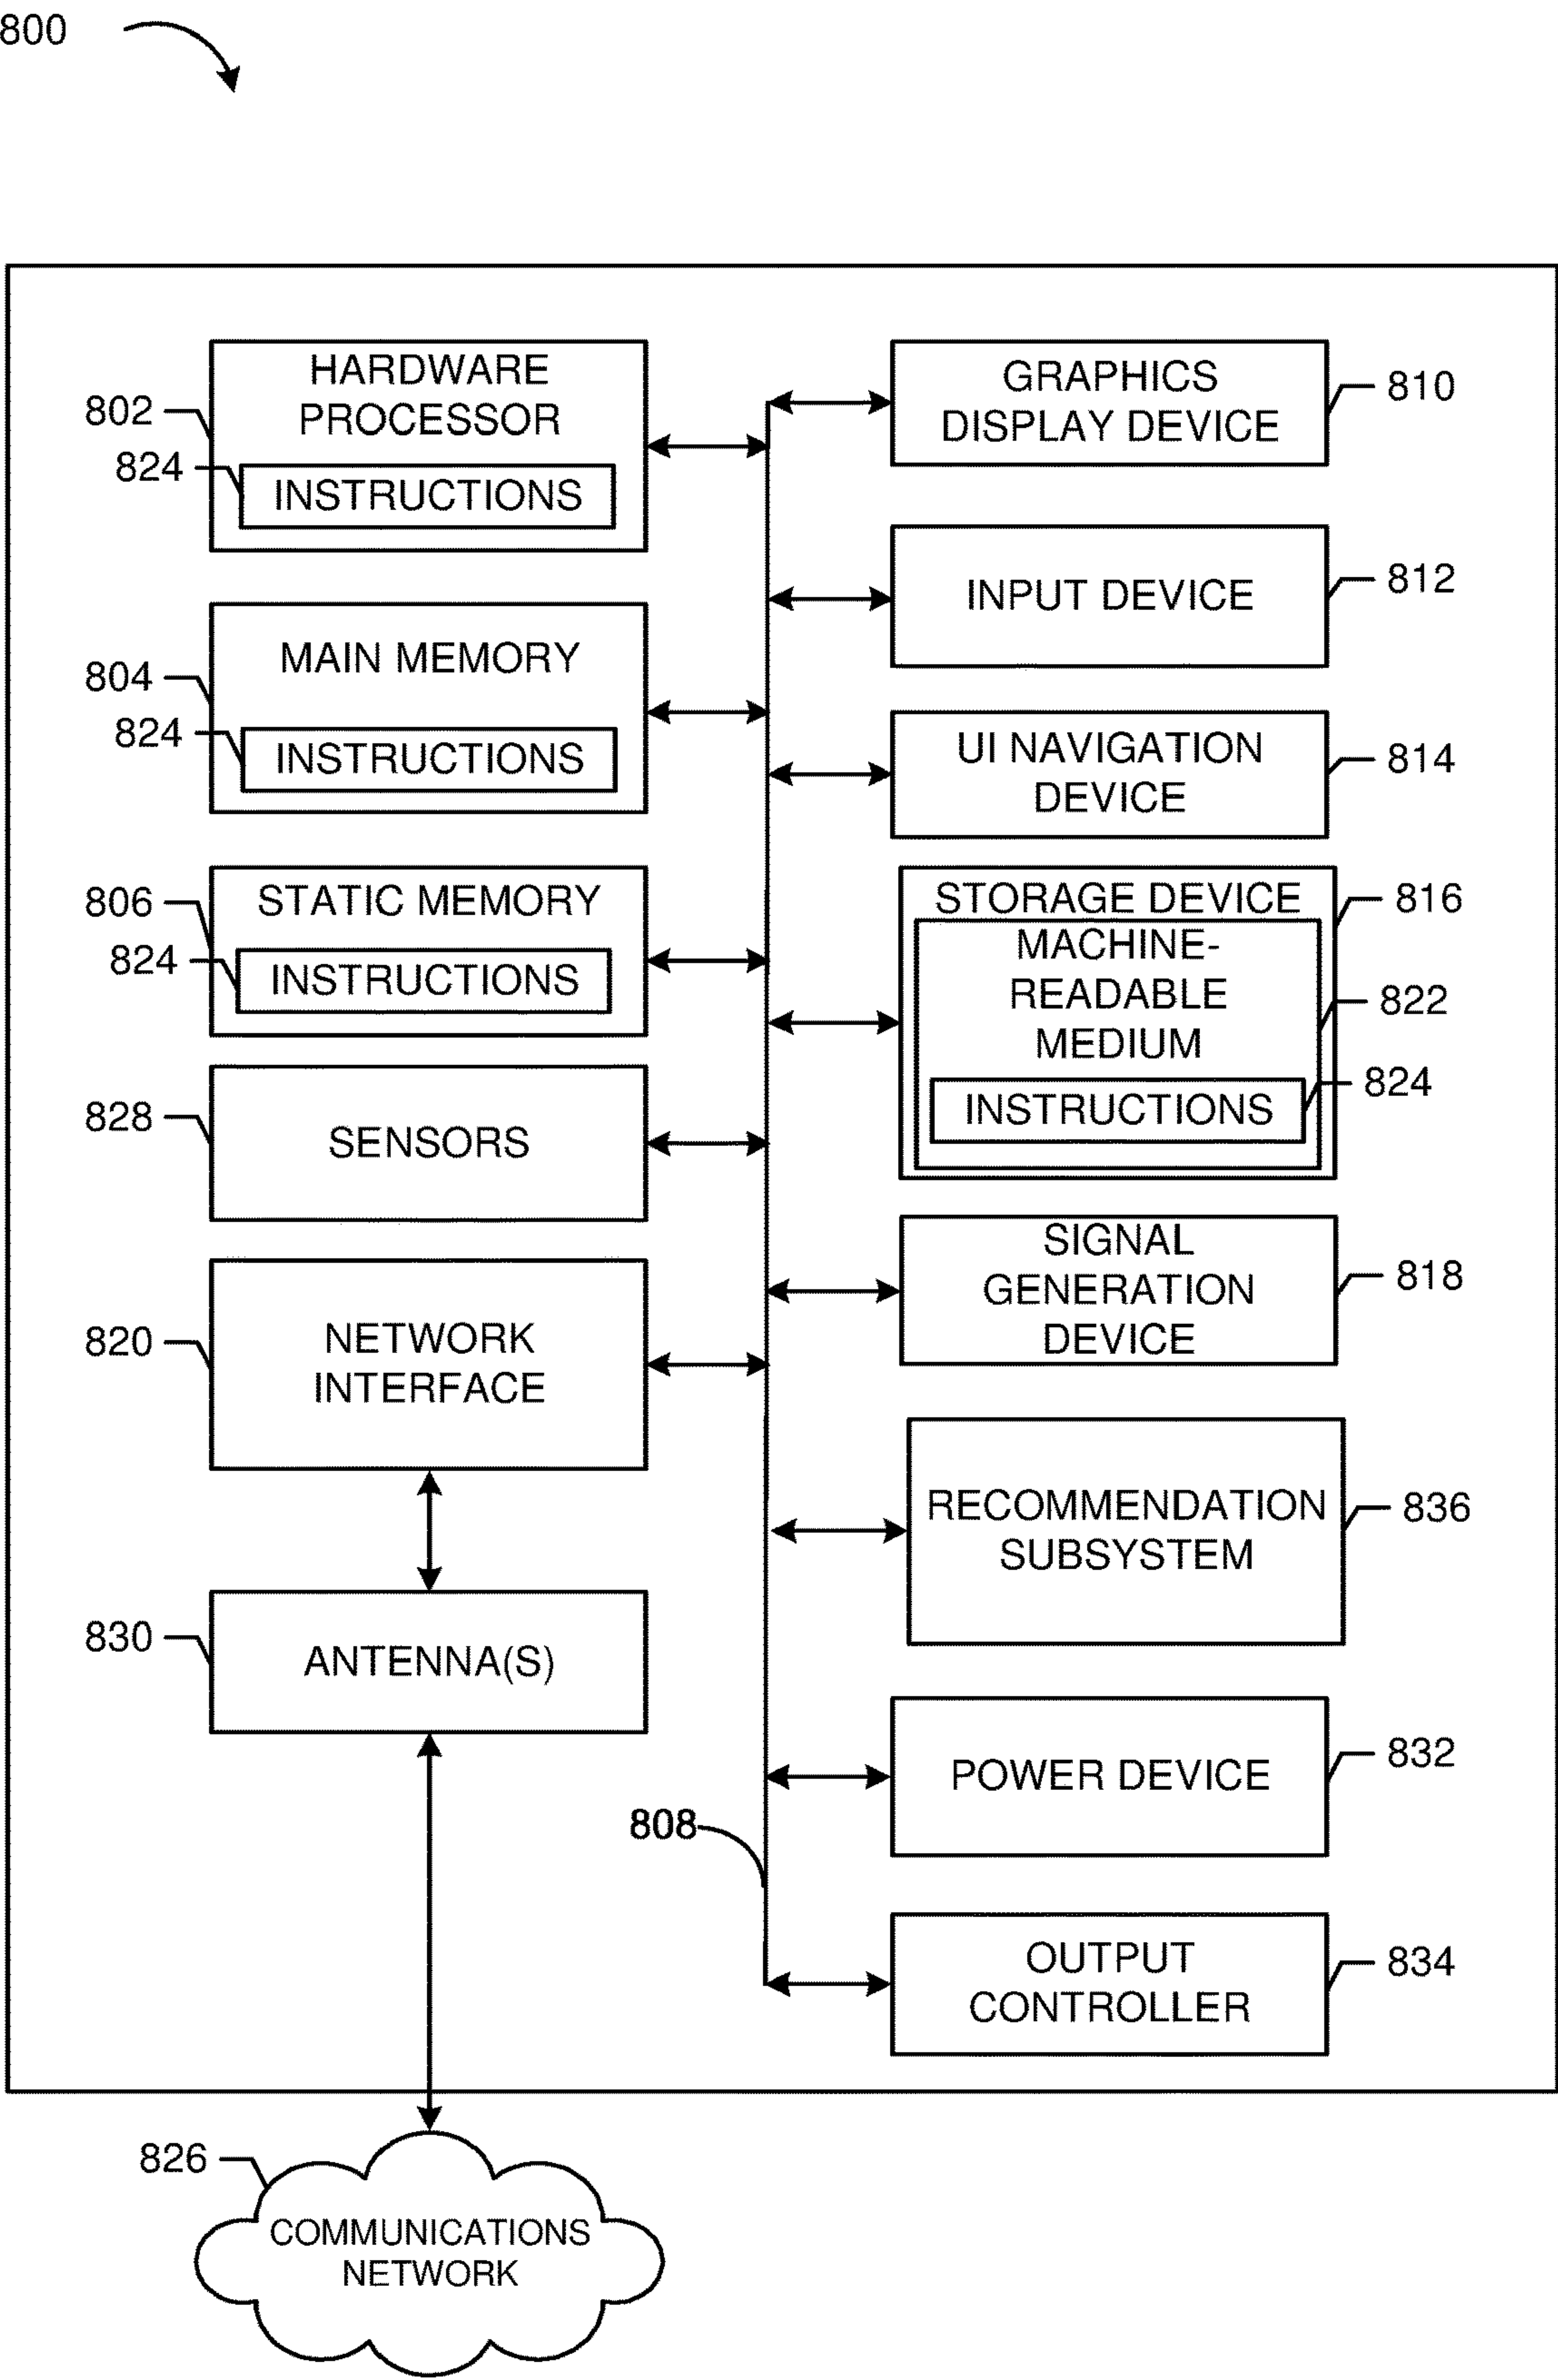 800
802
HARDWARE
PROCESSOR
824
INSTRUCTIONS
804
MAIN MEMORY
824
INSTRUCTIONS
806
STATIC MEMORY
824
INSTRUCTIONS
828
SENSORS
820
NETWORK
INTERFACE
830
ANTENNA(S)
808
GRAPHICS
DISPLAY DEVICE
810
INPUT DEVICE
812
UI NAVIGATION
DEVICE
814
STORAGE DEVICE
816
MACHINE-
READABLE
MEDIUM
822
INSTRUCTIONS
824
SIGNAL
GENERATION
DEVICE
818
RECOMMENDATION
SUBSYSTEM
836
POWER DEVICE
832
OUTPUT
CONTROLLER
834
826
COMMUNICATIONS
NETWORK